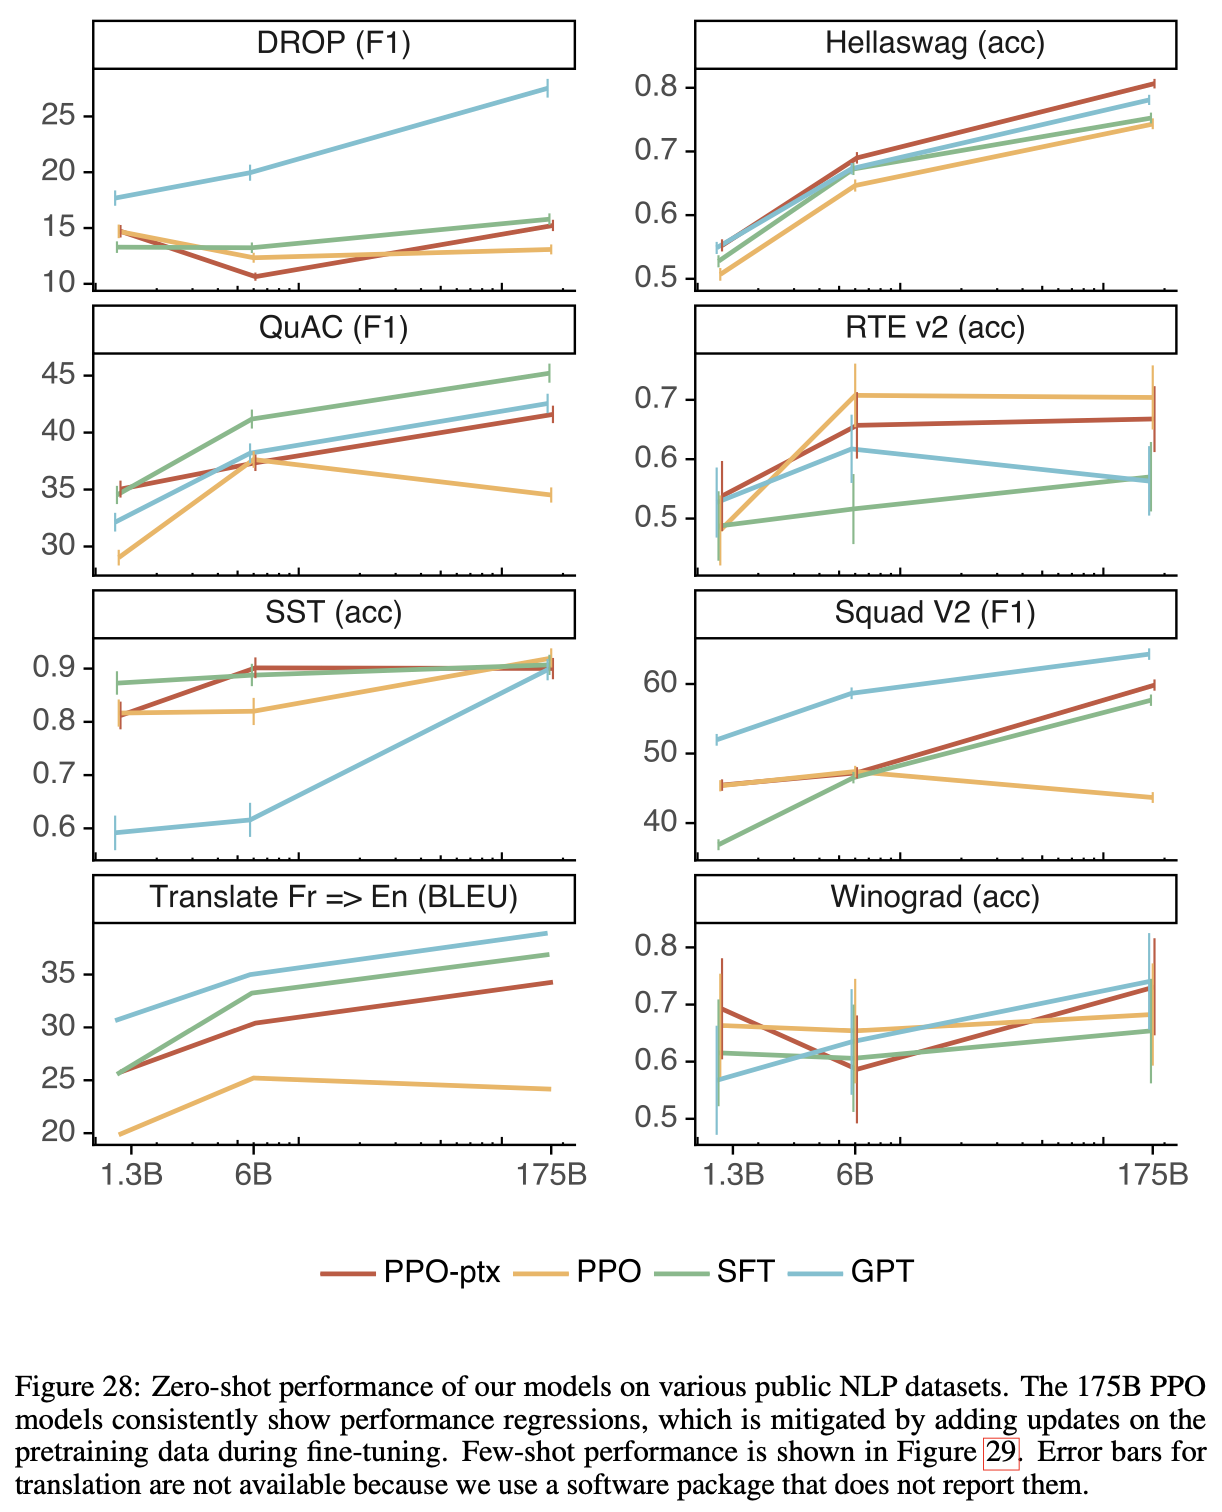 DROP (F1)
Hellaswag (acc)
25
20
15
10
0.8
0.7
0.6
0.5
QuAC (F1)
RTE v2 (acc)
45
40
35
30
0.7
0.6
0.5
SST (acc)
Squad V2 (F1)
0.9
0.8
0.7
0.6
60
50
40
Translate Fr => En (BLEU)
Winograd (acc)
35
30
25
20
0.8
0.7
0.6
0.5
1.3B 6B 175B
1.3B 6B 175B
PPO-ptx PPO SFT GPT
Figure 28: Zero-shot performance of our models on various public NLP datasets. The 175B PPO
models consistently show performance regressions, which is mitigated by adding updates on the
pretraining data during fine-tuning. Few-shot performance is shown in Figure 29. Error bars for
translation are not available because we use a software package that does not report them.